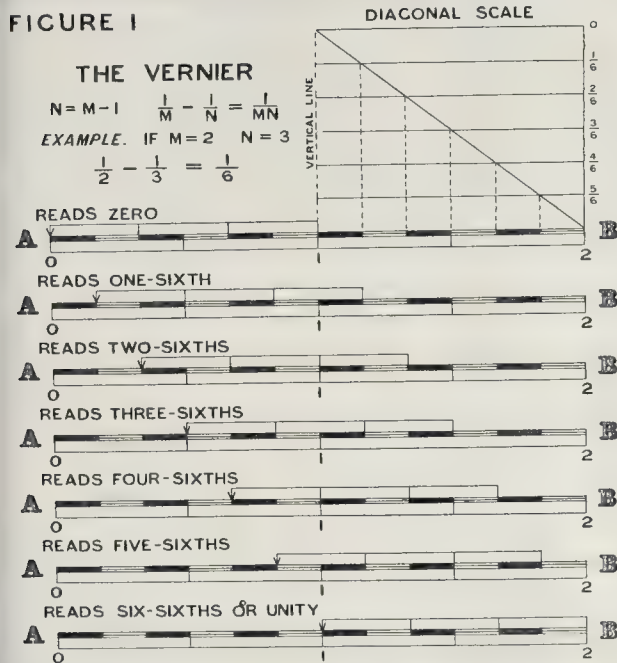 FIGURE 1
DIAGONAL SCALE
THE VERNIER
N=M-1 1/M - 1/N = 1/MN
EXAMPLE. IF M=2 N=3
1/2 - 1/3 = 1/6
VERTICAL LINE
0
1/6
2/6
3/6
4/6
5/6
READS ZERO
A B
0 1 2
READS ONE-SIXTH
A B
0 1 2
READS TWO-SIXTHS
A B
0 1 2
READS THREE-SIXTHS
A B
0 1 2
READS FOUR-SIXTHS
A B
0 1 2
READS FIVE-SIXTHS
A B
0 1 2
READS SIX-SIXTHS OR UNITY
A B
0 1 2